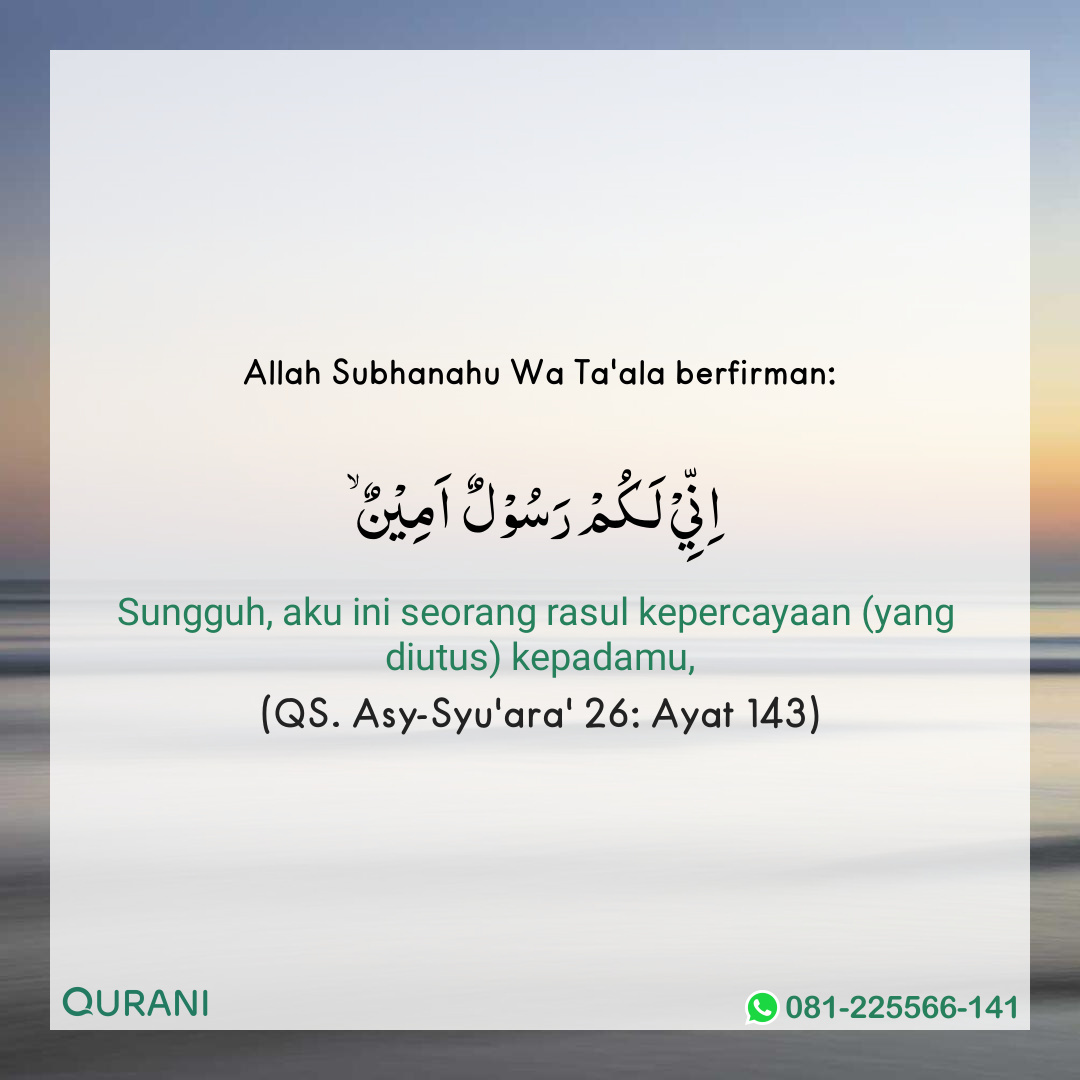 Allah Subhanahu Wa Ta'ala berfirman:
اِنِّيْ لَـكُمْ رَسُوْلٌ اَمِيْنٌ ۙ
Sungguh, aku ini seorang rasul kepercayaan (yang
diutus) kepadamu,
(QS. Asy-Syu'ara' 26: Ayat 143)
QURANI
081-225566-141